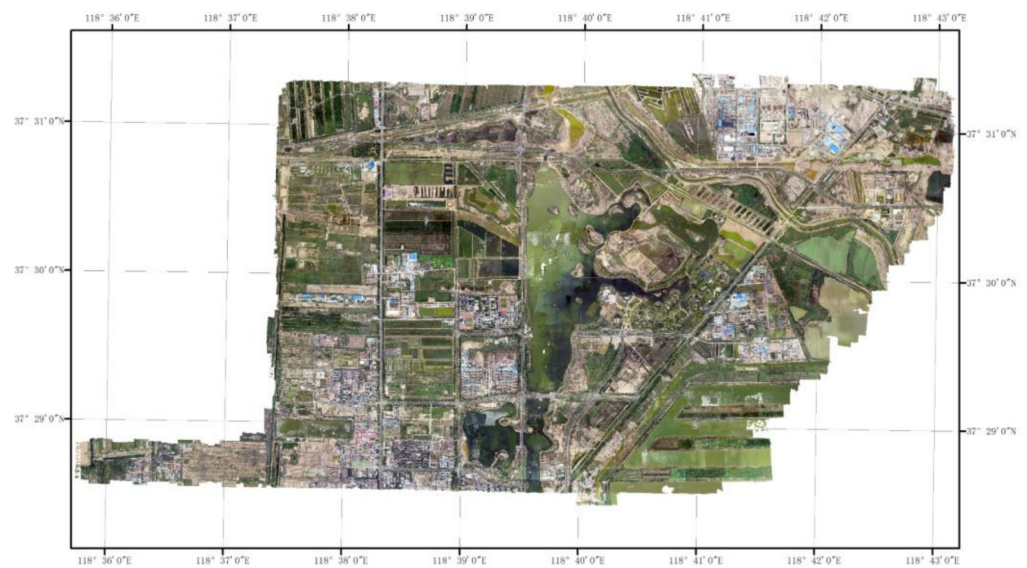 118° 36′ 0″E 118° 37′ 0″E 118° 38′ 0″E 118° 39′ 0″E 118° 40′ 0″E 118° 41′ 0″E 118° 42′ 0″E 118° 43′ 0″E
37° 31′ 0″N 37° 31′ 0″N
37° 30′ 0″N 37° 30′ 0″N
37° 29′ 0″N 37° 29′ 0″N
118° 36′ 0″E 118° 37′ 0″E 118° 38′ 0″E 118° 39′ 0″E 118° 40′ 0″E 118° 41′ 0″E 118° 42′ 0″E 118° 43′ 0″E